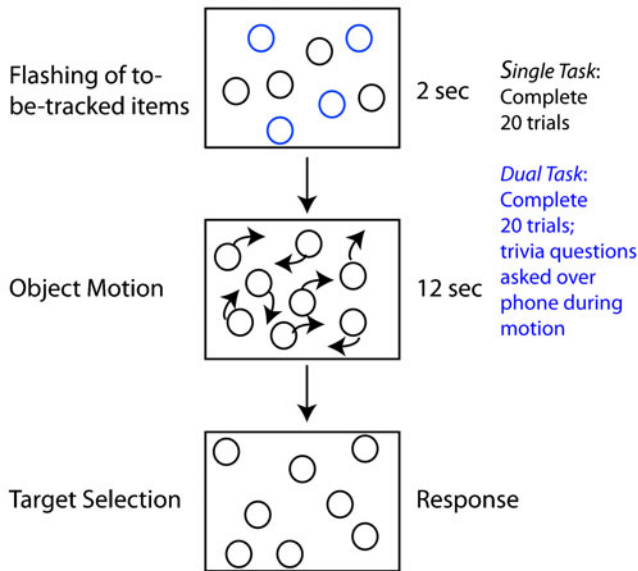 Flashing of to-
be-tracked items
2 sec
Single Task:
Complete
20 trials
Dual Task:
Complete
20 trials;
trivia questions
asked over
phone during
motion
Object Motion
12 sec
Target Selection
Response